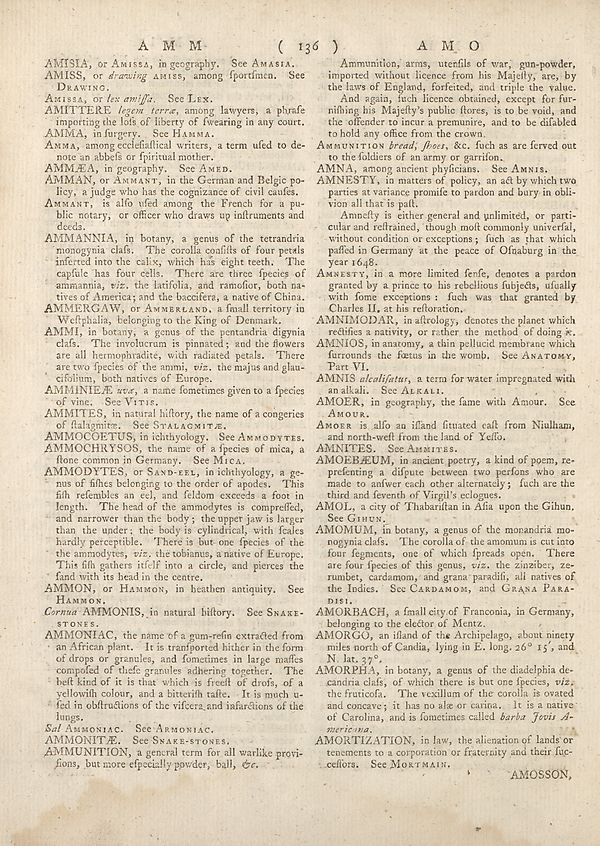 A M M ( 136 ) A M O
AMISIA, or AMISSA, in geography. See AMASIA.
AMISS, or drawing AMISS, among ſportſmen. See
DRAWING.
AMISSA, or lex amiſſa. See LEX.
AMITTERE legem terræ, among lawyers, a phraſe
importing the loſs of liberty of ſwearing in any court.
AMMA, in ſurgery. See HAMMA.
AMMA, among eccleſiaſtical writers, a term uſed to de-
note an abbeſs or ſpiritual mother.
AMMÆA, in geography. See AMED.
AMMAN, or AMMANT, in the German and Belgic po-
licy, a judge who has the cognizance of civil cauſes.
AMMANT, is alſo uſed among the French for a pu-
blic notary, or officer who draws up inſtruments and
deeds.
AMMANNIA, in botany, a genus of the tetrandria
monogynia claſs. The corolla conſiſts of four petals
inſerted into the calix, which has eight teeth. The
capſule has four cells. There are three ſpecies of
ammannia, viz. the latifolia, and ramoſior, both na-
tives of America; and the baccifera, a native of China.
AMMERGAW, or AMMERLAND, a ſmall territory in
Weſtphalia, belonging to the King of Denmark.
AMMI, in botany, a genus of the pentandria digynia
claſs. The involucrum is pinnated; and the flowers
are all hermophradite, with radiated petals. There
are two ſpecies of the ammi, viz. the majus and glau-
cifolium, both natives of Europe.
AMMINIEÆ uvæ, a name ſometimes given to a ſpecies
of vine. See VITIS.
AMMITES, in natural hiſtory, the name of a congeries
of ſtalagmitæ. See STALAGMITÆ.
AMMOCOETUS, in ichthyology. See AMMODYTES.
AMMOCHRYSOS, the name of a ſpecies of mica, a
ſtone common in Germany. See MICA.
AMMODYTES, or SAND-EEL, in ichthyology, a ge-
nus of fiſhes belonging to the order of apodes. This
fiſh reſembles an eel, and ſeldom exceeds a foot in
length. The head of the ammodytes is compreſſed,
and narrower than the body; the upper jaw is larger
than the under; the body is cylindrical, with ſcales
hardly perceptible. There is but one ſpecies of the
the ammodytes, viz. the tobianus, a native of Europe.
This fiſh gathers itſelf into a circle, and pierces the
ſand with its head in the centre.
AMMON, or HAMMON, in heathen antiquity. See
HAMMON.
Cornua AMMONIS, in natural hiſtory. See SNAKE-
STONES.
AMMONIAC, the name of a gum-reſin extracted from
an African plant. It is tranſported hither in the form
of drops or granules, and ſometimes in large maſſes
compoſed of theſe granules adhering together. The
beſt kind of it is that which is freeſt of droſs, of a
yellowiſh colour, and a bitteriſh taſte. It is much u-
ſed in obſtructions of the viſcera and infarctions of the
lungs.
Sal AMMONIAC. See ARMONIAC.
AMMONITÆ. See SNAKE-STONES.
AMMUNITION, a general term for all warlike provi-
ſions, but more eſpecially powder, ball, &c.
Ammunition, arms, utenſils of war, gun-powder,
imported without licence from his Majeſty, are, by
the laws of England, forfeited, and triple the value.
And again, ſuch licence obtained, except for fur-
niſhing his Majeſty's public ſtores, is to be void, and
the offender to incur a premunire, and to be diſabled
to hold any office from the crown.
AMMUNITION bread, ſhoes, &c. ſuch as are ſerved out
to the ſoldiers of an army or garriſon.
AMNA, among ancient phyſicians. See AMNIS.
AMNESTY, in matters of policy, an act by which two
parties at variance promiſe to pardon and bury in obli-
vion all that is paſt.
Amneſty is either general and unlimited, or parti-
cular and reſtrained, though moſt commonly univerſal,
without condition or exceptions; ſuch as that which
paſſed in Germany at the peace of Oſnaburg in the
year 1648.
AMNESTY, in a more limited ſenſe, denotes a pardon
granted by a prince to his rebellious ſubjects, uſually
with ſome exceptions: ſuch was that granted by
Charles II. at his reſtoration.
AMNIMODAR, in aſtrology, denotes the planet which
rectifies a nativity, or rather the method of doing it.
AMNIOS, in anatomy, a thin pellucid membrane which
ſurrounds the fœtus in the womb. See ANATOMY,
Part VI.
AMNIS alcaliſatus, a term for water impregnated with
an alkali. See ALKALI.
AMOER, in geography, the ſame with Amour. See
AMOUR.
AMOER is alſo an iſland ſituated eaſt from Niulham,
and north-weſt from the land of Yeſſo.
AMNITES. See AMMITES.
AMOEBÆUM, in ancient poetry, a kind of poem, re-
preſenting a diſpute between two perſons who are
made to anſwer each other alternately; ſuch are the
third and ſeventh of Virgil's eclogues.
AMOL, a city of Thabariſtan in Aſia upon the Gihun.
See GIHUN.
AMOMUM, in botany, a genus of the monandria mo-
nogynia claſs. The corolla of the amomum is cut into
four ſegments, one of which ſpreads open. There
are four ſpecies of this genus, viz. the zinziber, ze-
rumbet, cardamom, and grana paradiſi, all natives of
the Indies. See CARDAMOM, and GRANA PARA-
DISI.
AMORBACH, a ſmall city of Franconia, in Germany,
belonging to the elector of Mentz.
AMORGO, an iſland of the Archipelago, about ninety
miles north of Candia, lying in E. long. 26° 15′, and
N. lat. 37°.
AMORPHA, in botany, a genus of the diadelphia de-
candria claſs, of which there is but one ſpecies, viz.
the fruticoſa. The vexillum of the corolla is ovated
and concave; it has no alæ or carina. It is a native
of Carolina, and is ſometimes called barba Jovis A-
mericana.
AMORTIZATION, in law, the alienation of lands or
tenements to a corporation or fraternity and their ſuc-
ceſſors. See MORTMAIN.
AMOSSON,